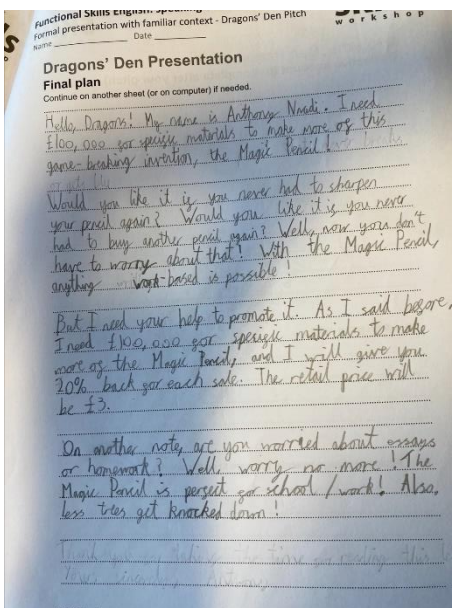 Functional Skills English: Speaking
Formal presentation with familiar context - Dragons' Den Pitch
workshop
Name Date
Dragons' Den Presentation
Final plan
Continue on another sheet (or on computer) if needed.
Hello, Dragons! My name is Anthony Nnadi. I need
£100,000 for spesific materials to make more of this
game-breaking invention, the Magic Pencil
Would you like it if you never had to sharpen
your pencil again? Would you like it if you never
had to buy another pencil again? Well, now you don't
have to worry about that! With the Magic Pencil,
anything work-based is possible!
But I need your help to promote it. As I said before,
I need £100,000 for spesific materials to make
more of the Magic Pencil, and I will give you
20% back for each sale. The retail price will
be £3.
On another note, are you worried about essays
or homework? Well worry no more! The
Magic Pencil is perfect for school/work! Also,
less trees get knocked down!
the time for reading this